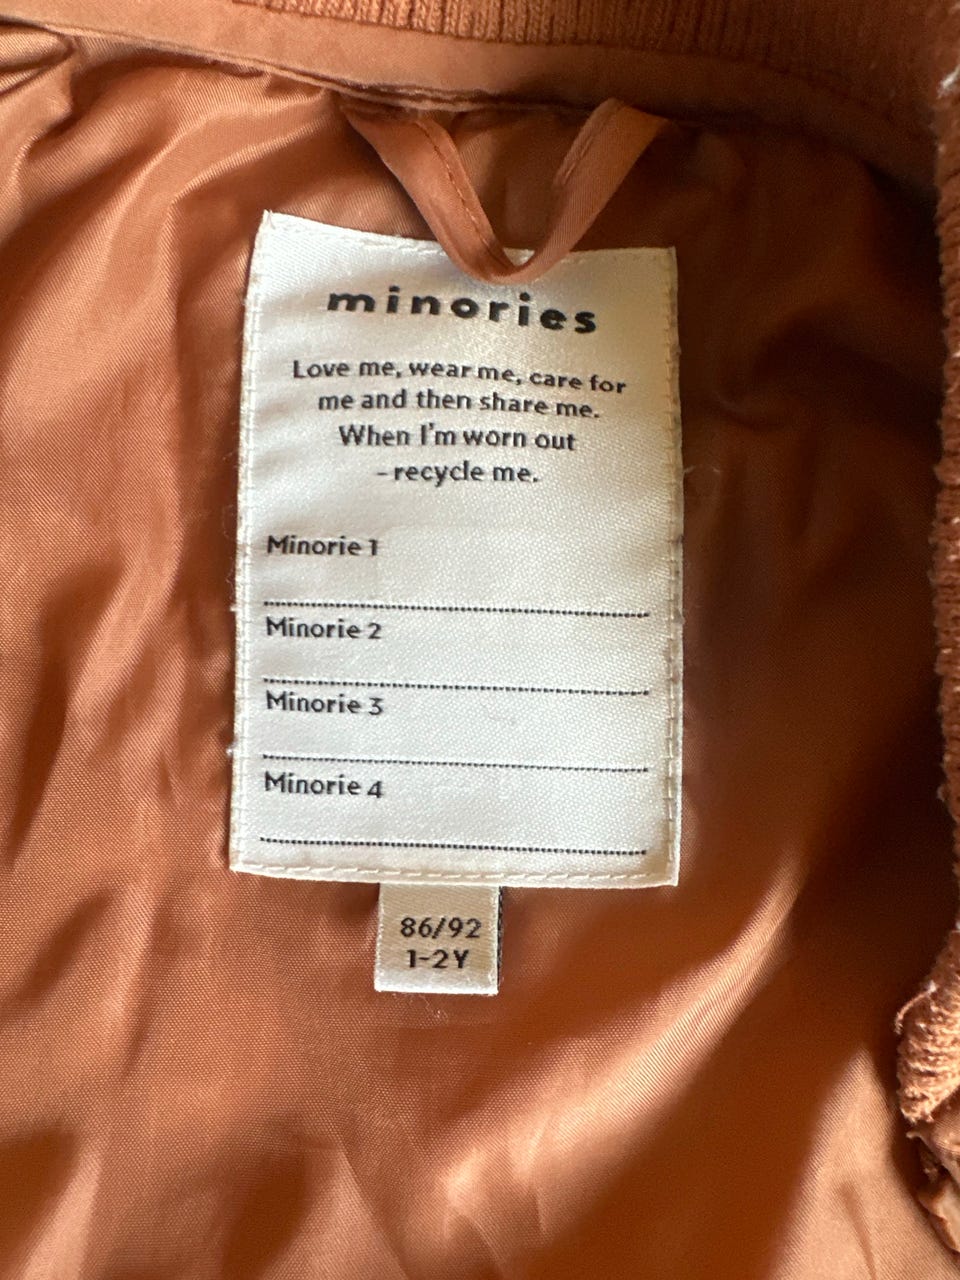 minories
Love me, wear me, care for
me and then share me.
When I'm worn out
- recycle me.
Minorie 1
Minorie 2
Minorie 3
Minorie 4
86/92
1-2Y